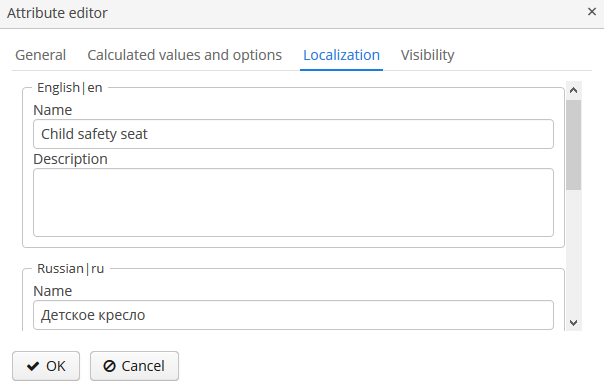 Attribute editor ×
General Calculated values and options Localization Visibility
English|en
Name
Child safety seat
Description
Russian|ru
Name
Детское кресло
OK Cancel